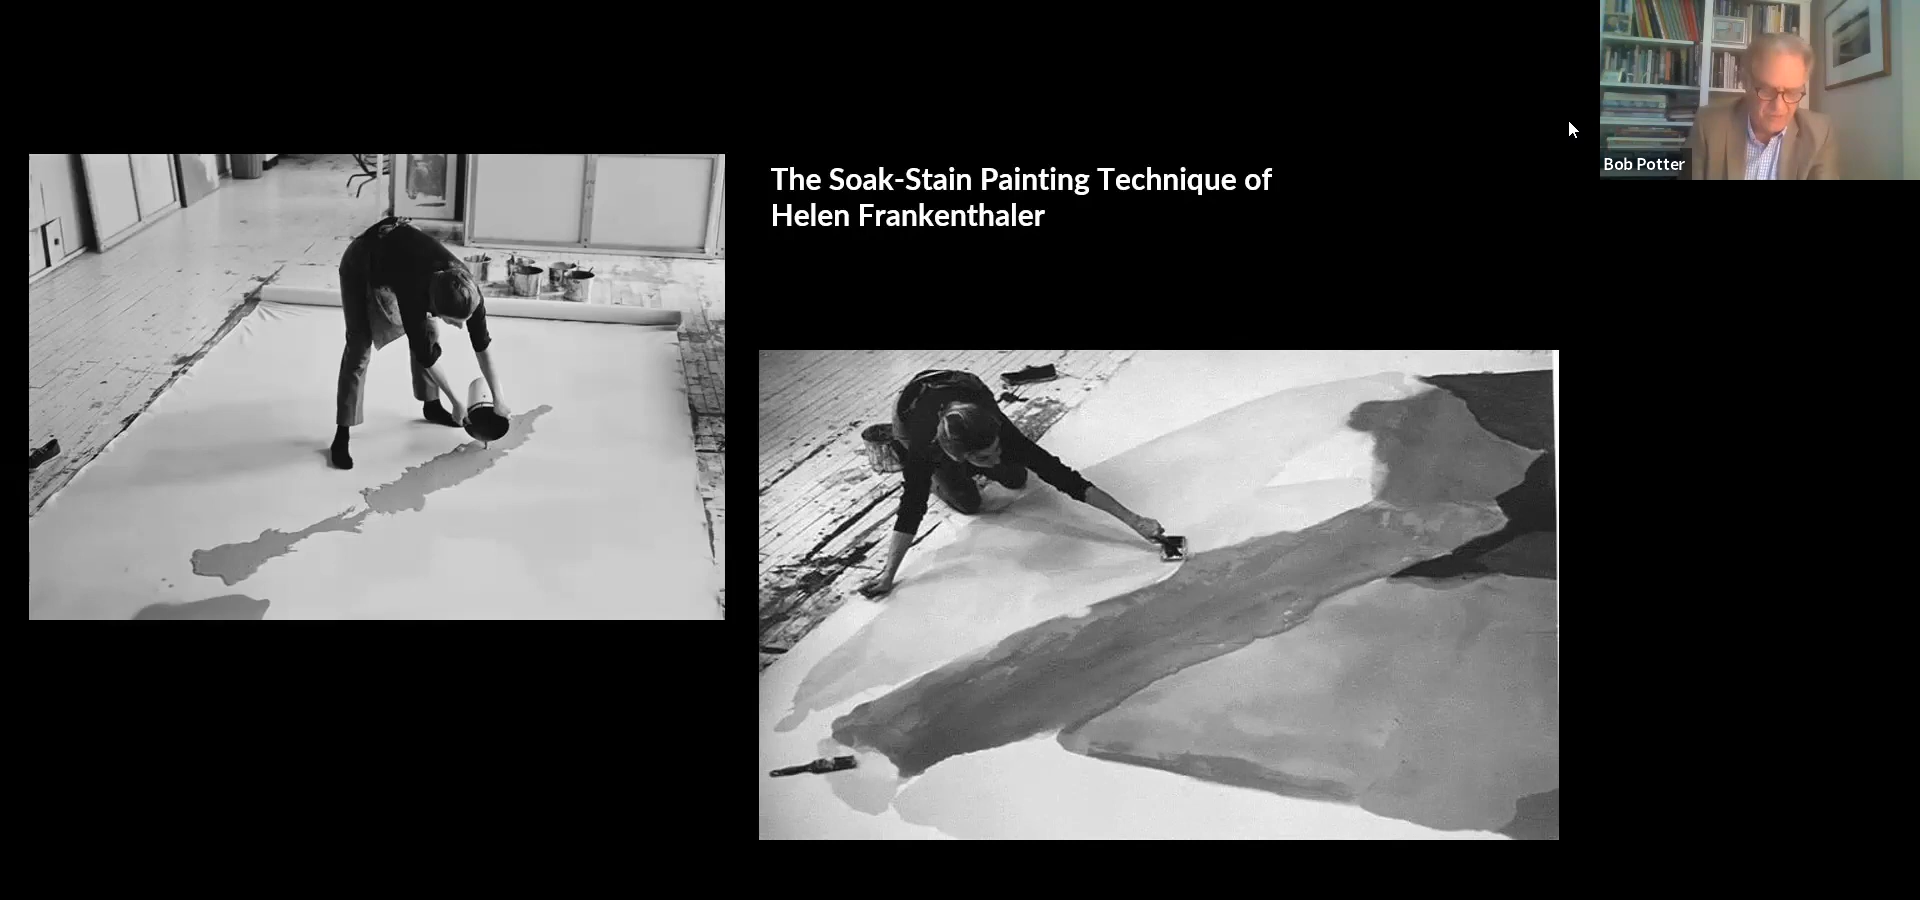 The Soak-Stain Painting Technique of
Helen Frankenthaler
Bob Potter